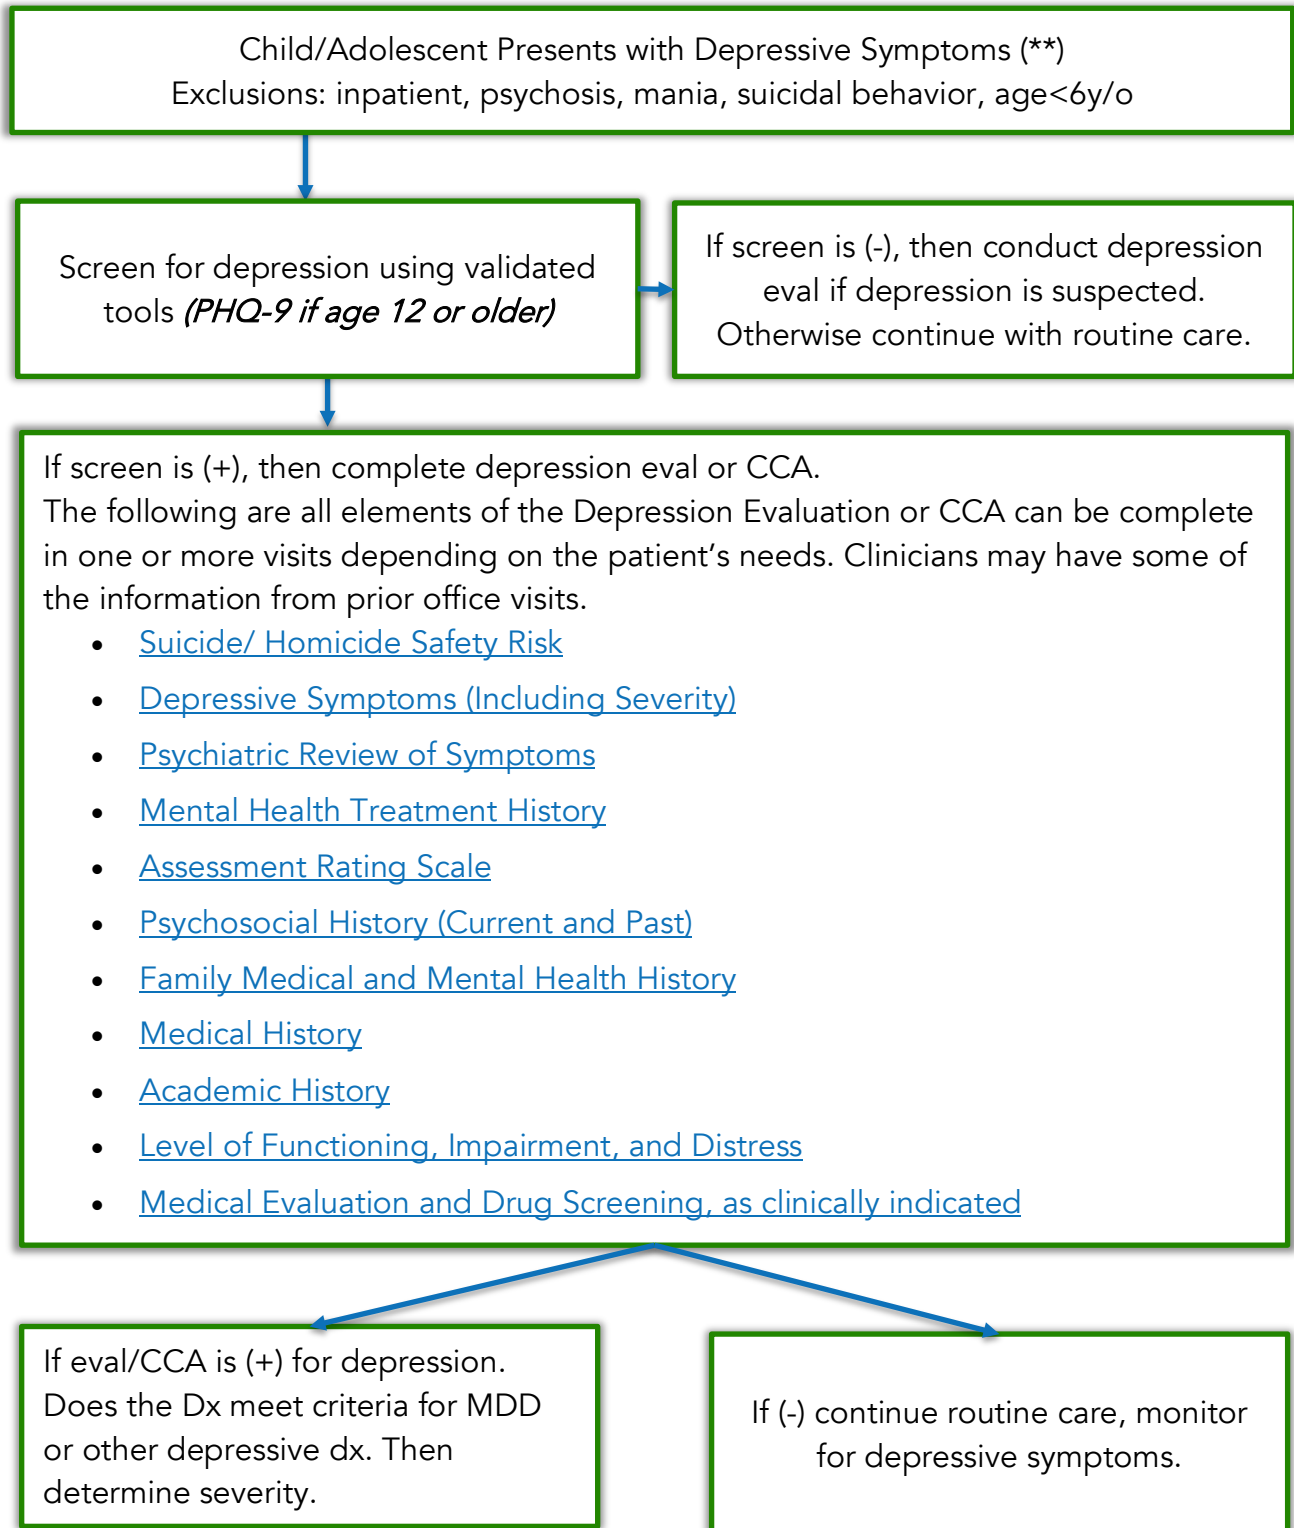 Child/Adolescent Presents with Depressive Symptoms (**)
Exclusions: inpatient, psychosis, mania, suicidal behavior, age<6y/o
Screen for depression using validated
tools (PHQ-9 if age 12 or older)
If screen is (-), then conduct depression
eval if depression is suspected.
Otherwise continue with routine care.
If screen is (+), then complete depression eval or CCA.
The following are all elements of the Depression Evaluation or CCA can be complete
in one or more visits depending on the patient’s needs. Clinicians may have some of
the information from prior office visits.
• Suicide/ Homicide Safety Risk
• Depressive Symptoms (Including Severity)
• Psychiatric Review of Symptoms
• Mental Health Treatment History
• Assessment Rating Scale
• Psychosocial History (Current and Past)
• Family Medical and Mental Health History
• Medical History
• Academic History
• Level of Functioning, Impairment, and Distress
• Medical Evaluation and Drug Screening, as clinically indicated
If eval/CCA is (+) for depression.
Does the Dx meet criteria for MDD
or other depressive dx. Then
determine severity.
If (-) continue routine care, monitor
for depressive symptoms.